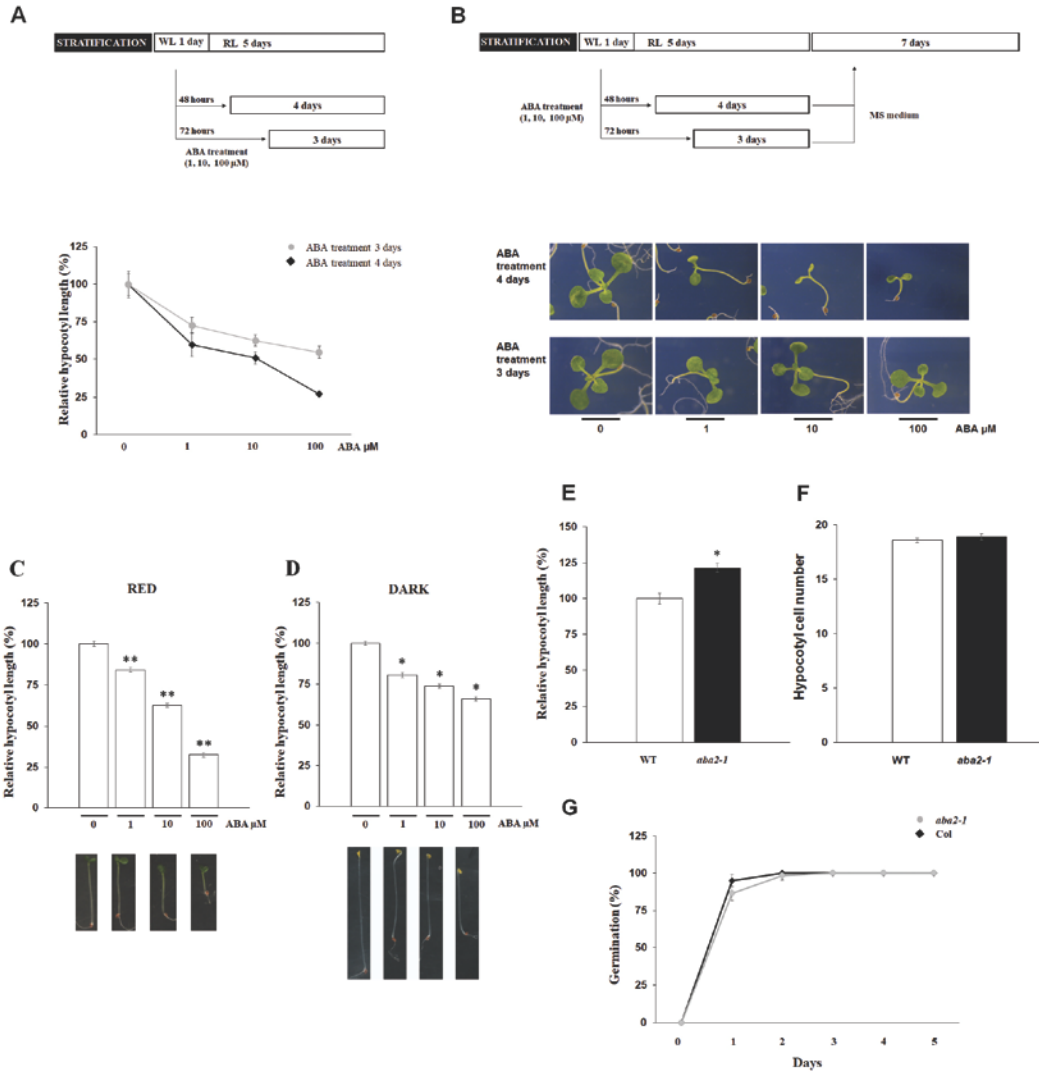 A
STRATIFICATION WL 1 day RL 5 days
48 hours
4 days
72 hours
3 days
ABA treatment
(1, 10, 100 µM)
Relative hypocotyl length (%)
125
100
75
50
25
0
ABA treatment 3 days
ABA treatment 4 days
0 1 10 100 ABA µM
B
STRATIFICATION WL 1 day RL 5 days 7 days
ABA treatment
(1, 10, 100 µM)
48 hours
4 days
72 hours
3 days
MS medium
ABA
treatment
4 days
ABA
treatment
3 days
0 1 10 100 ABA µM
C
RED
Relative hypocotyl length (%)
125
100
75
50
25
0
** ** **
0 1 10 100 ABA µM
D
DARK
Relative hypocotyl length (%)
125
100
75
50
25
0
* * *
0 1 10 100 ABA µM
E
Relative hypocotyl length (%)
150
125
100
75
50
25
0
*
WT aba2-1
F
Hypocotyl cell number
20
15
10
5
0
WT aba2-1
G
aba2-1
Col
Germination (%)
125
100
75
50
25
0
0 1 2 3 4 5
Days